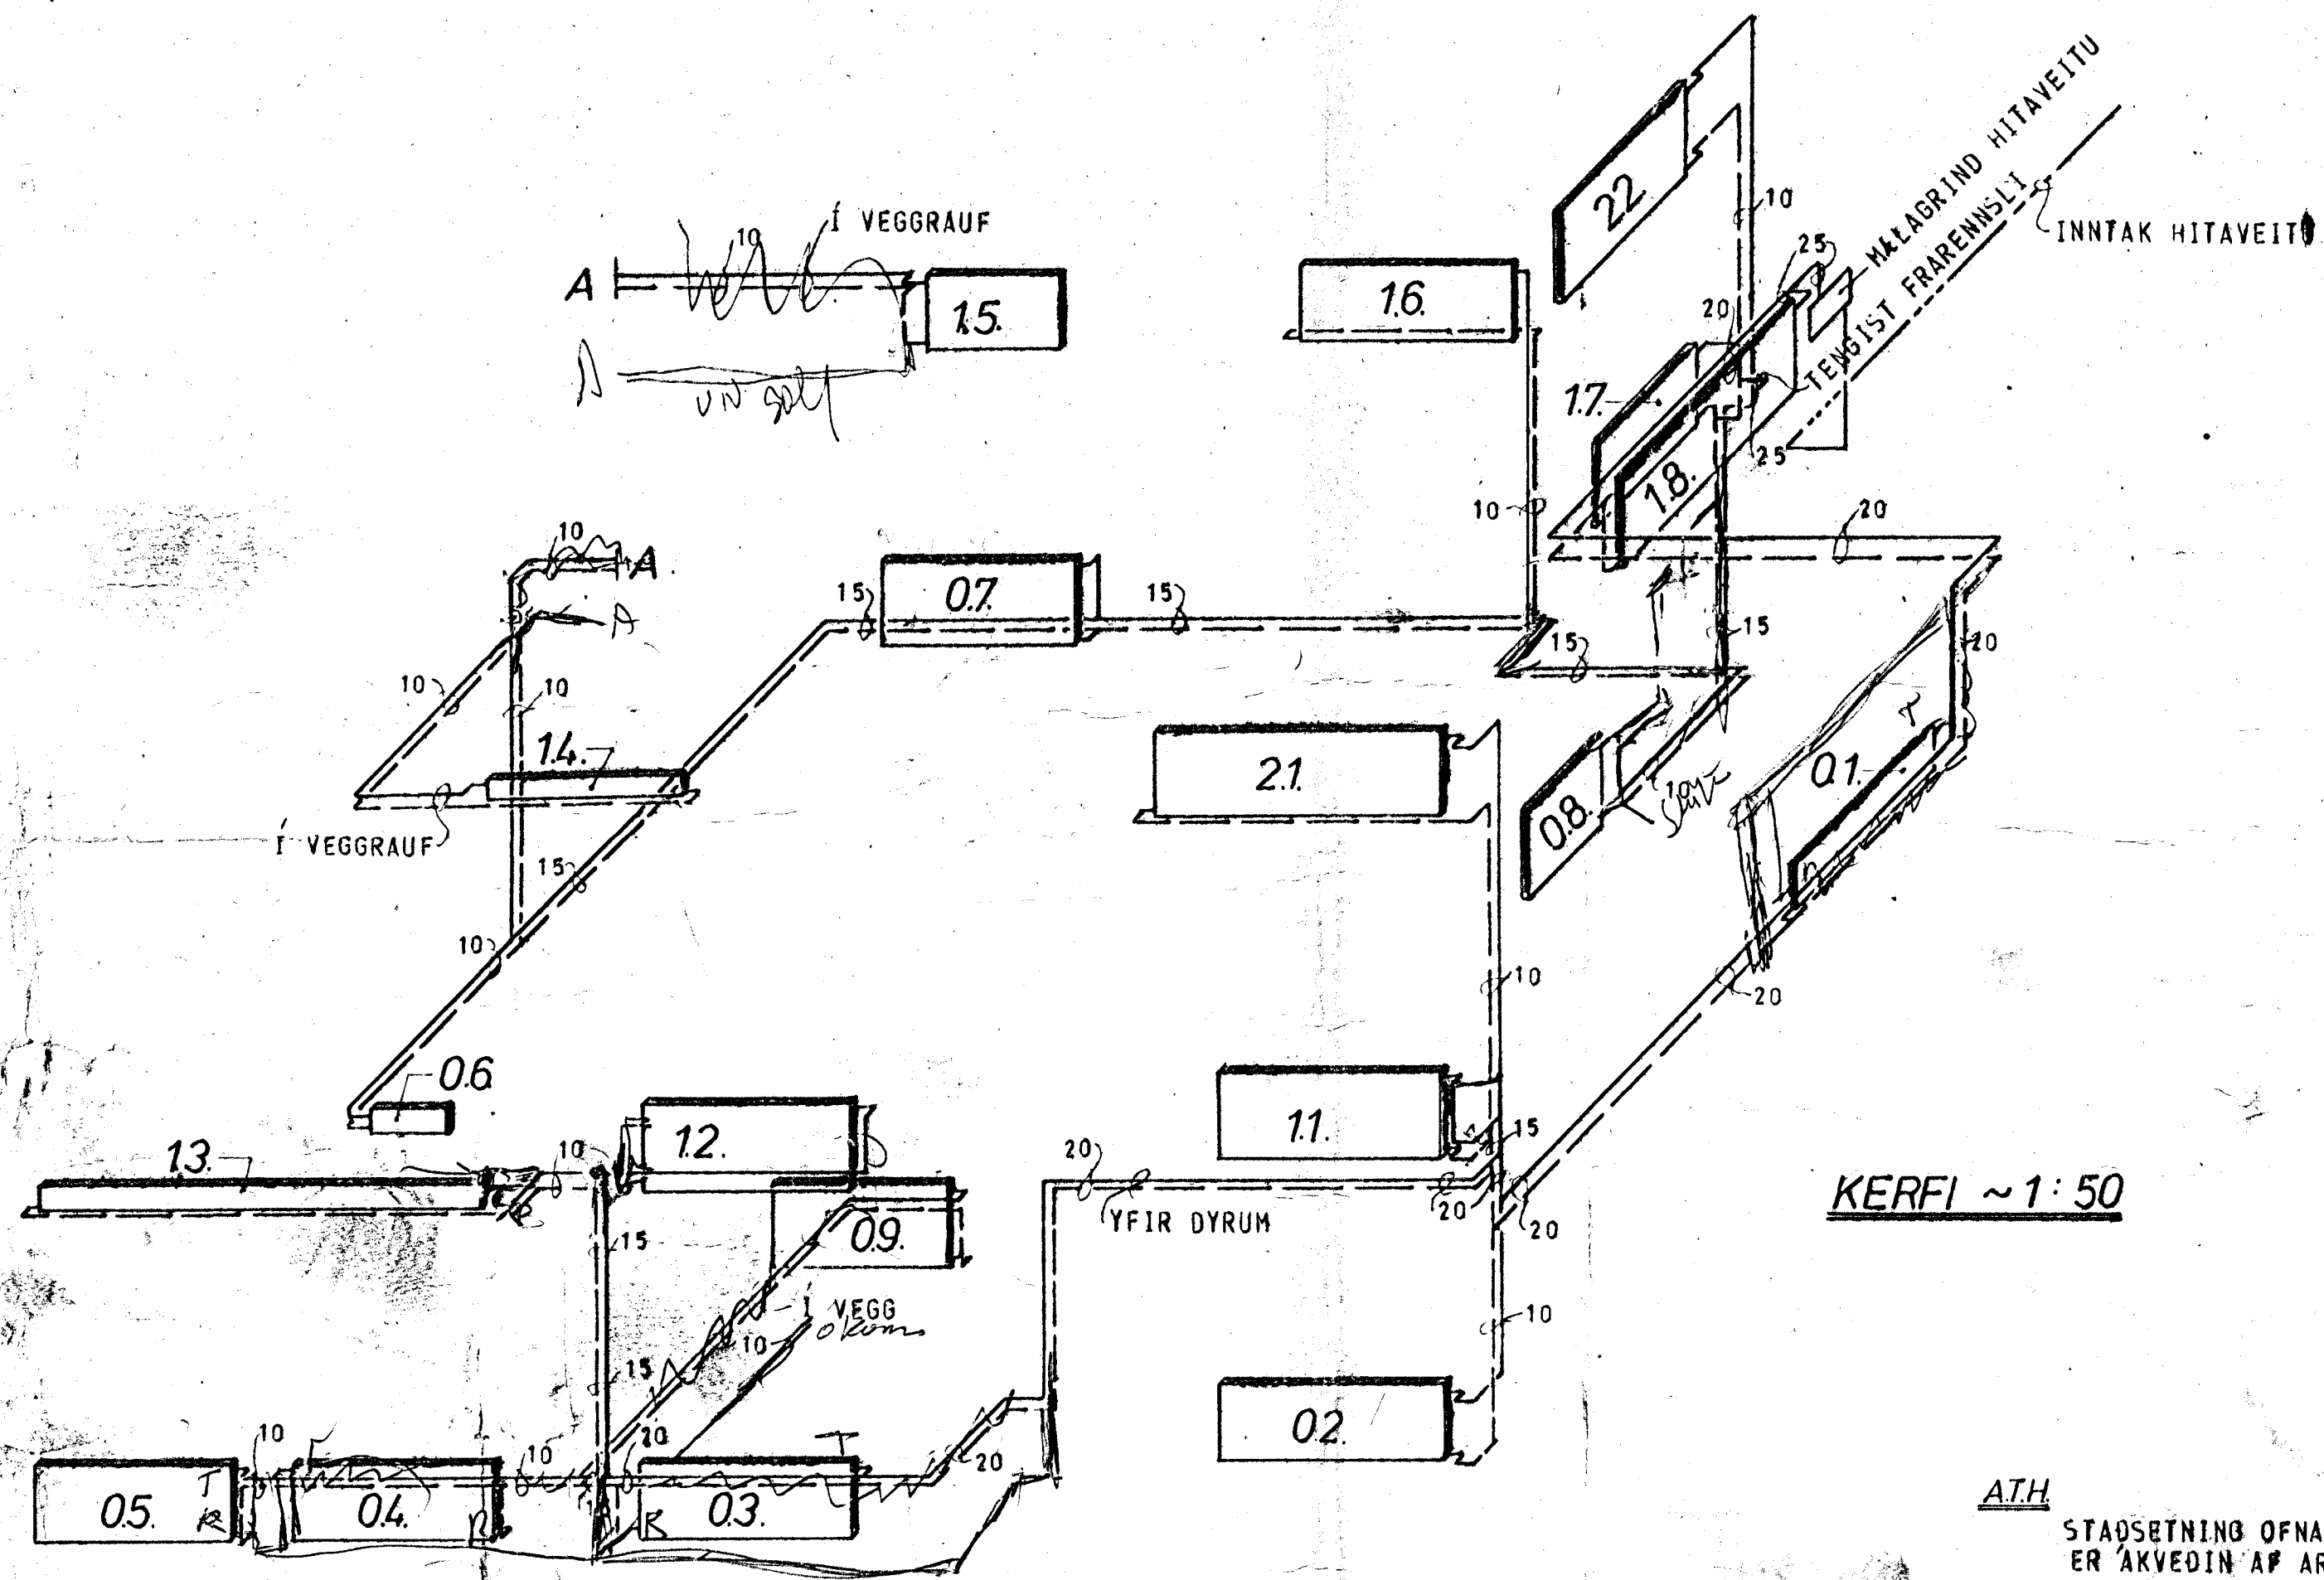 MÁLAGRIND HITAVEITU
TENGIST FRARENNSLI
INNTAK HITAVEITU
22
10
25
Í VEGGRAUF
10
A
1.5.
1.6.
20
A
1.7.
25
1.8.
10
20
10
A
0.7.
15
15
A
15
15
20
10
10
1.4.
2.1.
0.1.
0.8.
Í VEGGRAUF
15
10
10
20
0.6
1.1.
1.2.
1.3.
10
20
15
YFIR DYRUM
20
20
KERFI ~ 1:50
0.9.
15
Í VEGG
10
10
15
0.2.
10
10
20
20
T
0.5.
R
0.4.
R
R
0.3.
A.T.H.
STAÐSETNING OFNA
ER ÁKVEÐIN AF AR